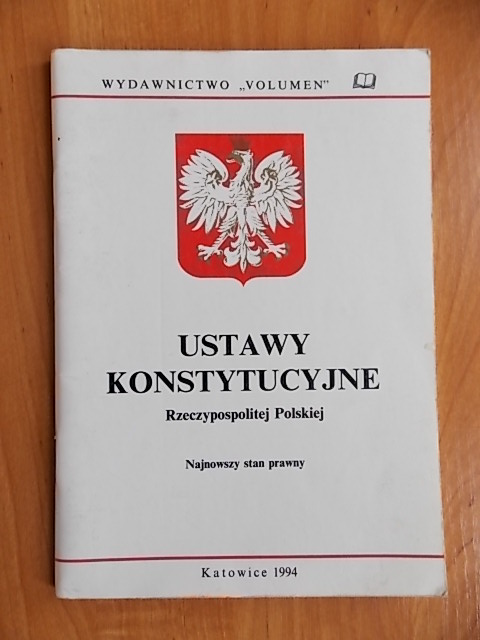 WYDAWNICTWO „VOLUMEN"
USTAWY
KONSTYTUCYJNE
Rzeczypospolitej Polskiej
Najnowszy stan prawny
Katowice 1994